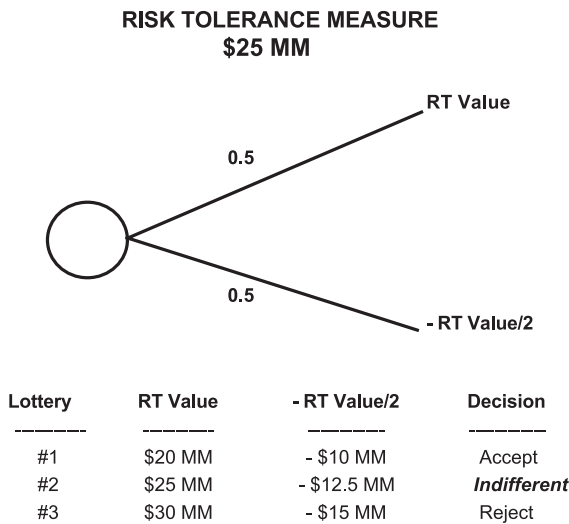 RISK TOLERANCE MEASURE
$25 MM
RT Value
0.5
0.5
- RT Value/2
Lottery RT Value - RT Value/2 Decision
#1 $20 MM - $10 MM Accept
#2 $25 MM - $12.5 MM Indifferent
#3 $30 MM - $15 MM Reject